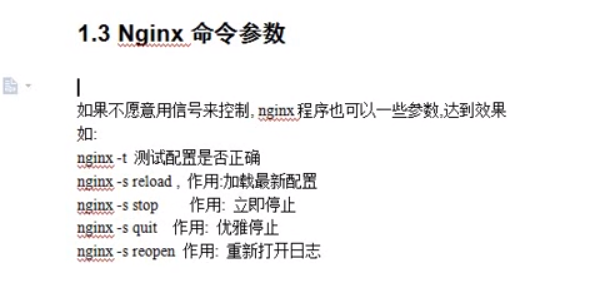 1.3 Nginx 命令参数
如果不愿意用信号来控制, nginx 程序也可以一些参数,达到效果
如:
nginx -t 测试配置是否正确
nginx -s reload , 作用:加载最新配置
nginx -s stop 作用: 立即停止
nginx -s quit 作用: 优雅停止
nginx -s reopen 作用: 重新打开日志